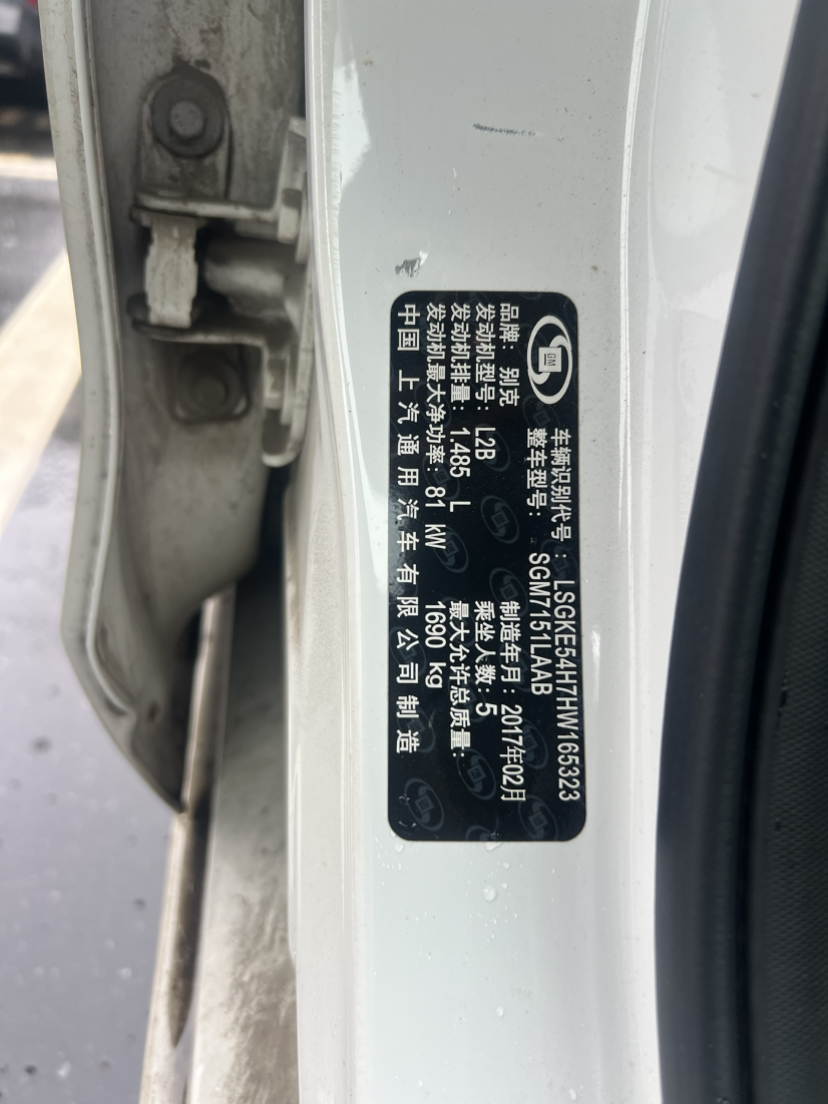 GM
车辆识别代号：LSGKE54H7HW165323
整车型号：SGM7151LAAB
品牌：别克 制造年月：2017年02月
发动机型号：L2B 乘坐人数：5
发动机排量：1.485 L 最大允许总质量：
发动机最大净功率：81 kW 1690 kg
中国 上汽通用汽车有限公司制造